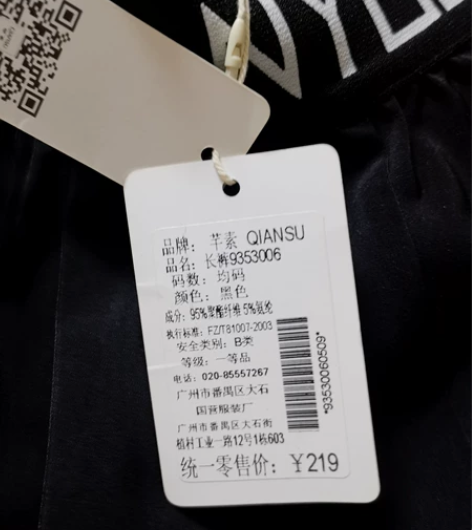 品牌: 芊素 QIANSU
品名: 长裤9353006
码数: 均码
颜色: 黑色
成分: 95%聚酯纤维 5%氨纶
执行标准: FZ/T81007-2003
安全类别: B类
等级: 一等品
电话: 020-85557267
广州市番禺区大石
国营服装厂
广州市番禺区大石街
植村工业一路12号1栋603
统一零售价: ¥219
*93530060509*